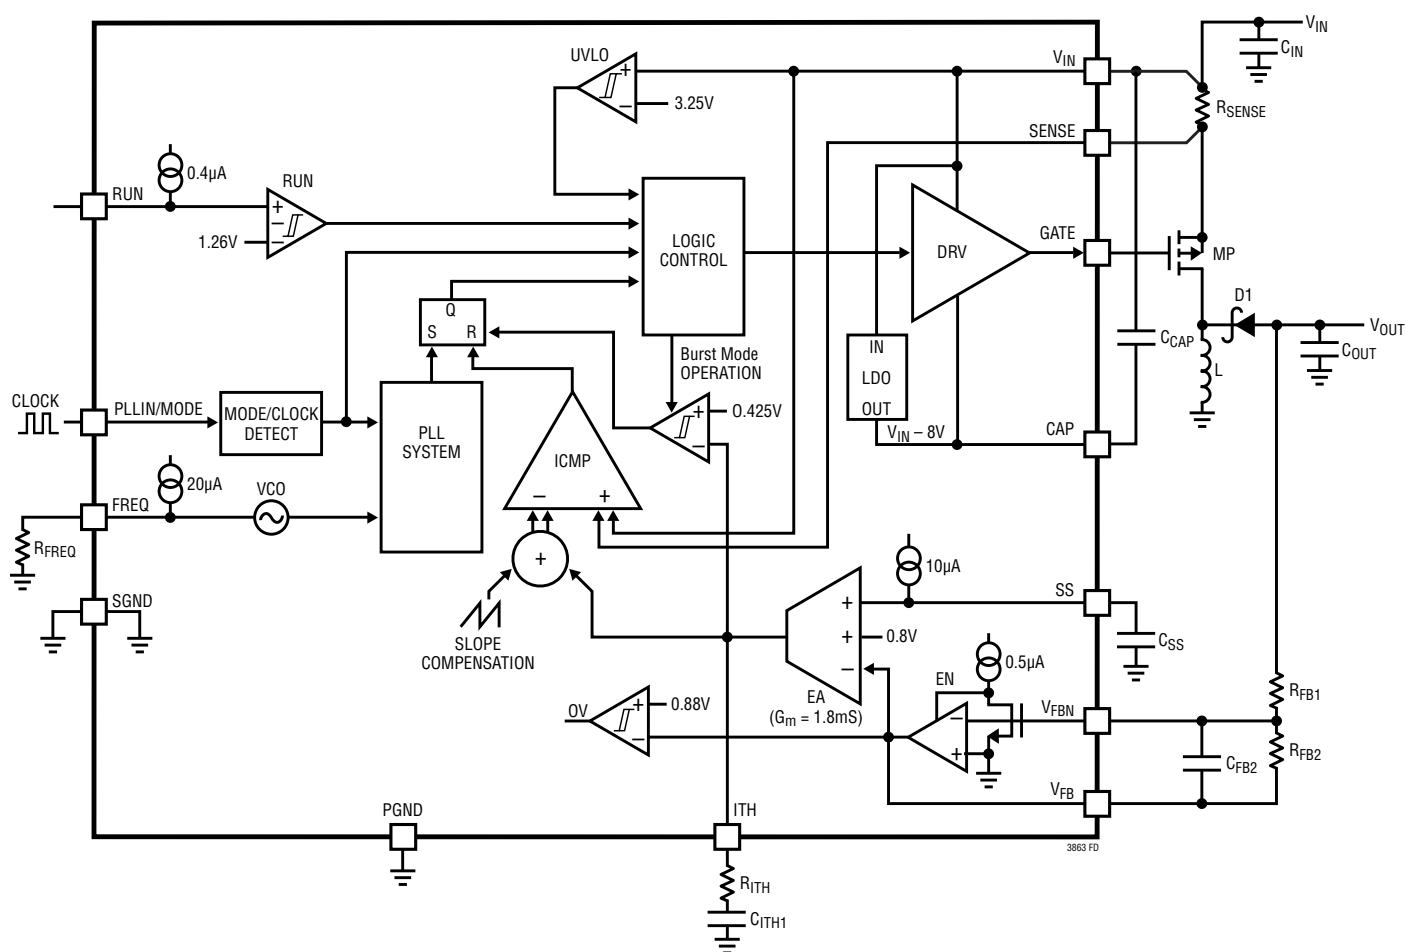 VIN
CIN
UVLO
+
–
3.25V
VIN
RSENSE
SENSE
0.4µA
RUN
RUN
+
–
–
1.26V
LOGIC
CONTROL
DRV
GATE
MP
D1
VOUT
COUT
CCAP
L
Q
S R
Burst Mode
OPERATION
IN
LDO
OUT
VIN – 8V
CAP
CLOCK
PLLIN/MODE
MODE/CLOCK
DETECT
PLL
SYSTEM
+
0.425V
–
ICMP
– +
20µA
VCO
FREQ
RFREQ
+
SLOPE
COMPENSATION
SGND
10µA
SS
CSS
+
+
0.8V
–
EA
(Gm = 1.8mS)
0.5µA
EN
–
+
VFBN
RFB1
RFB2
CFB2
VFB
OV
+
0.88V
–
PGND
ITH
3863 FD
RITH
CITH1